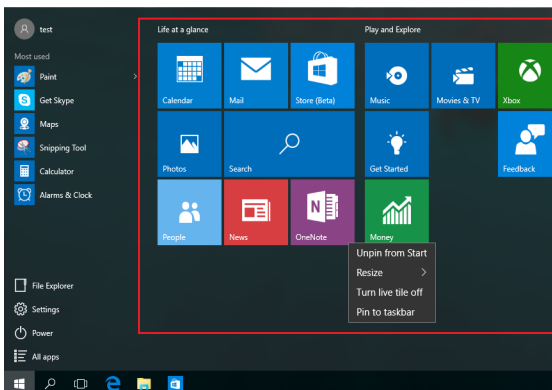 test
Most used
Paint
Get Skype
Maps
Snipping Tool
Calculator
Alarms & Clock
File Explorer
Settings
Power
All apps
Life at a glance
Calendar
Mail
Store (Beta)
Photos
Search
People
News
N
OneNote
Play and Explore
Music
Movies & TV
Xbox
Get Started
Feedback
Money
Unpin from Start
Resize
Turn live tile off
Pin to taskbar